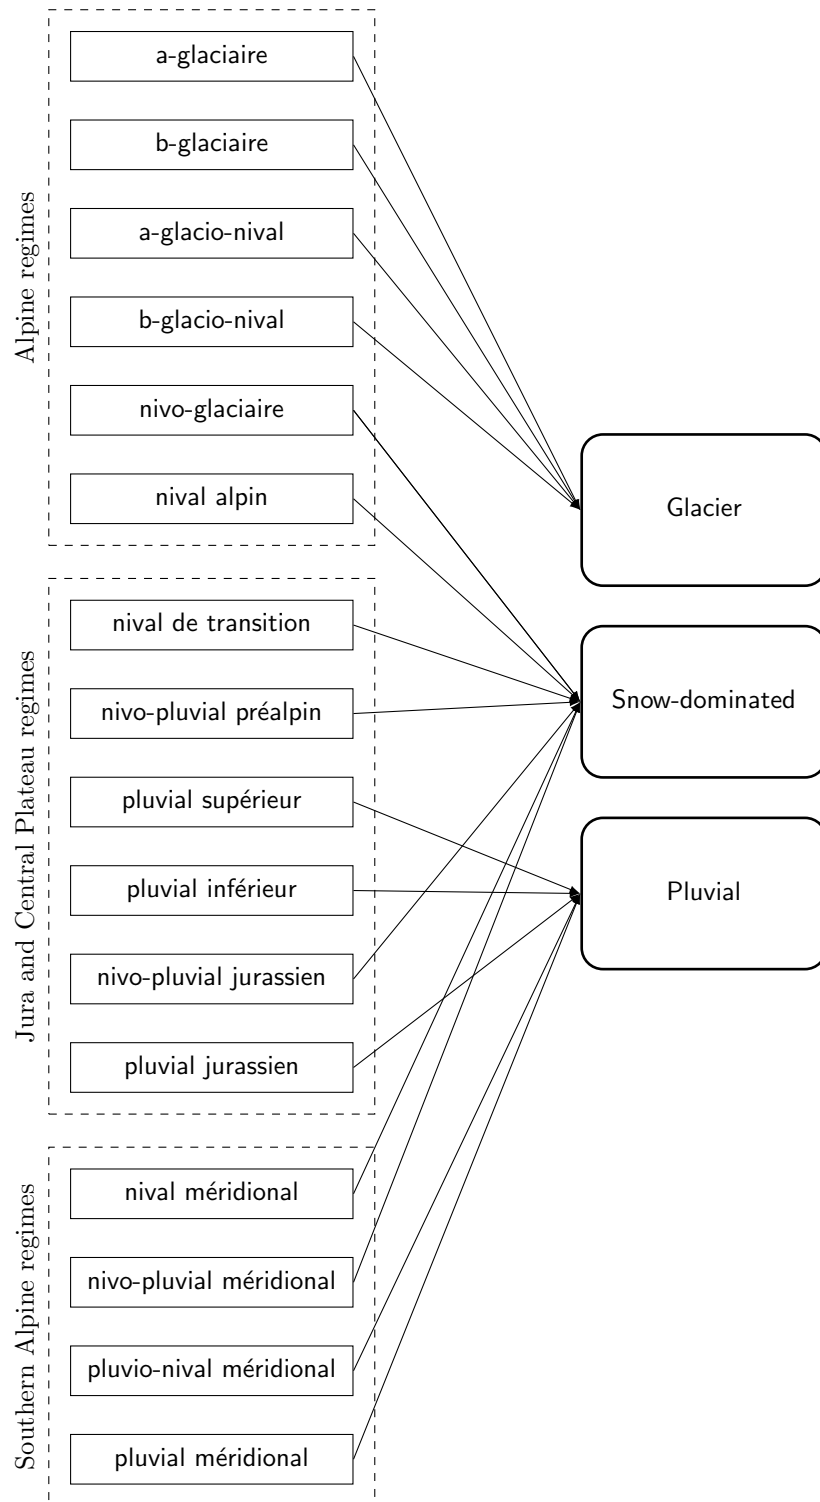 Alpine regimes
a-glaciaire
b-glaciaire
a-glacio-nival
b-glacio-nival
nivo-glaciaire
nival alpin
Jura and Central Plateau regimes
nival de transition
nivo-pluvial préalpin
pluvial supérieur
pluvial inférieur
nivo-pluvial jurassien
pluvial jurassien
Southern Alpine regimes
nival méridional
nivo-pluvial méridional
pluvio-nival méridional
pluvial méridional
Glacier
Snow-dominated
Pluvial